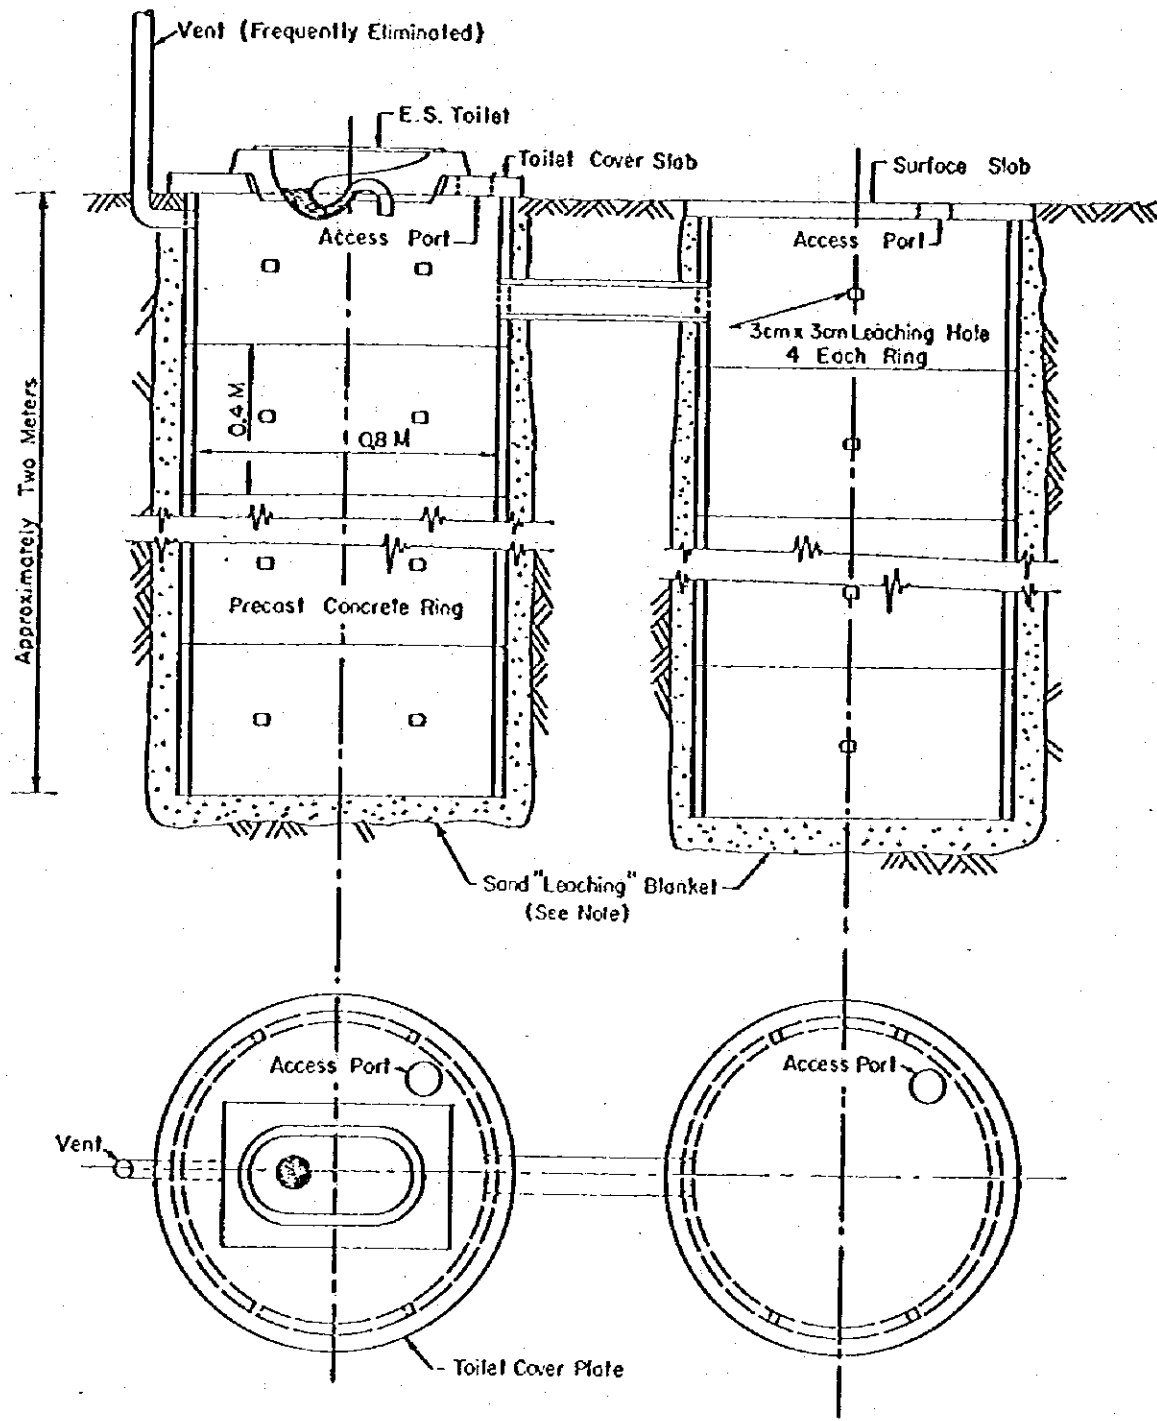 Vent (Frequently Eliminated)
E.S. Toilet
Toilet Cover Slab
Surface Slab
Access Port
Access Port
3cm x 3cm Leaching Hole
4 Each Ring
0.4 M
0.8 M
Approximately Two Meters
Precast Concrete Ring
Sand "Leaching" Blanket
(See Note)
Access Port
Access Port
Vent
Toilet Cover Plate